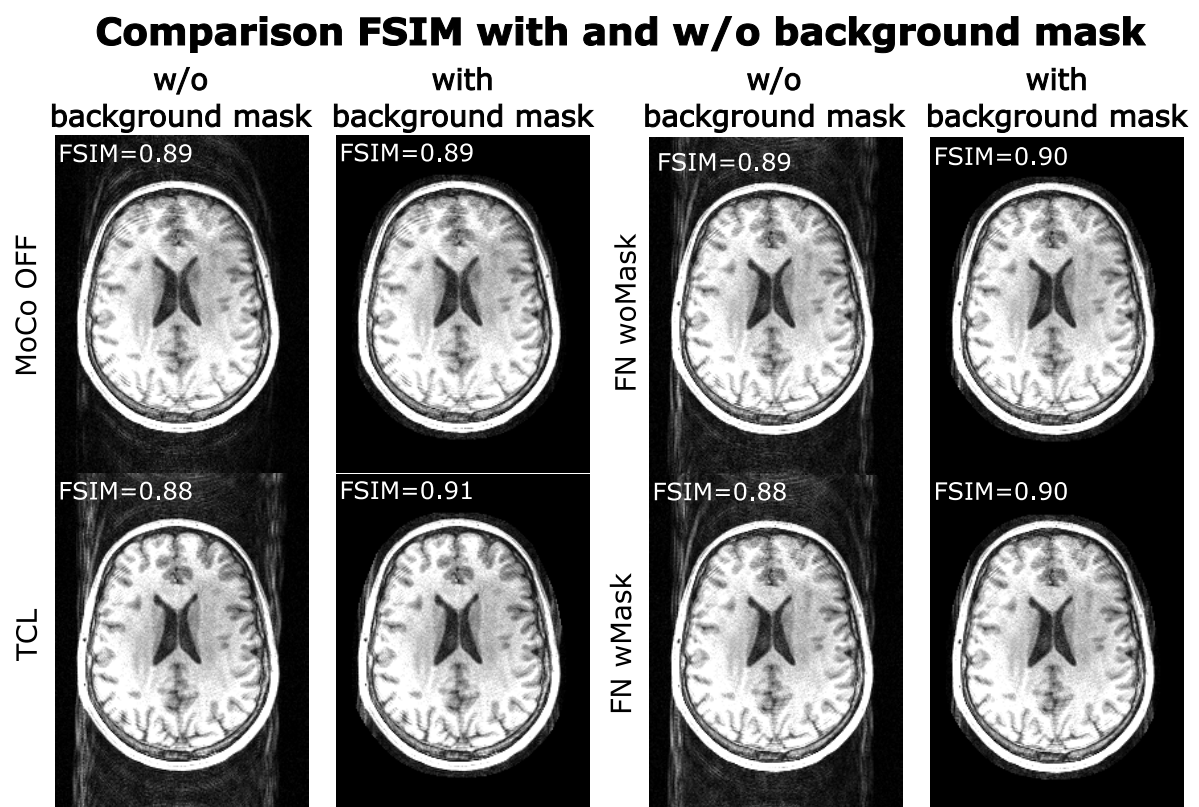 Comparison FSIM with and w/o background mask
w/o
background mask
with
background mask
w/o
background mask
with
background mask
MoCo OFF
FSIM=0.89
FSIM=0.89
FN woMask
FSIM=0.89
FSIM=0.90
TCL
FSIM=0.88
FSIM=0.91
FN wMask
FSIM=0.88
FSIM=0.90